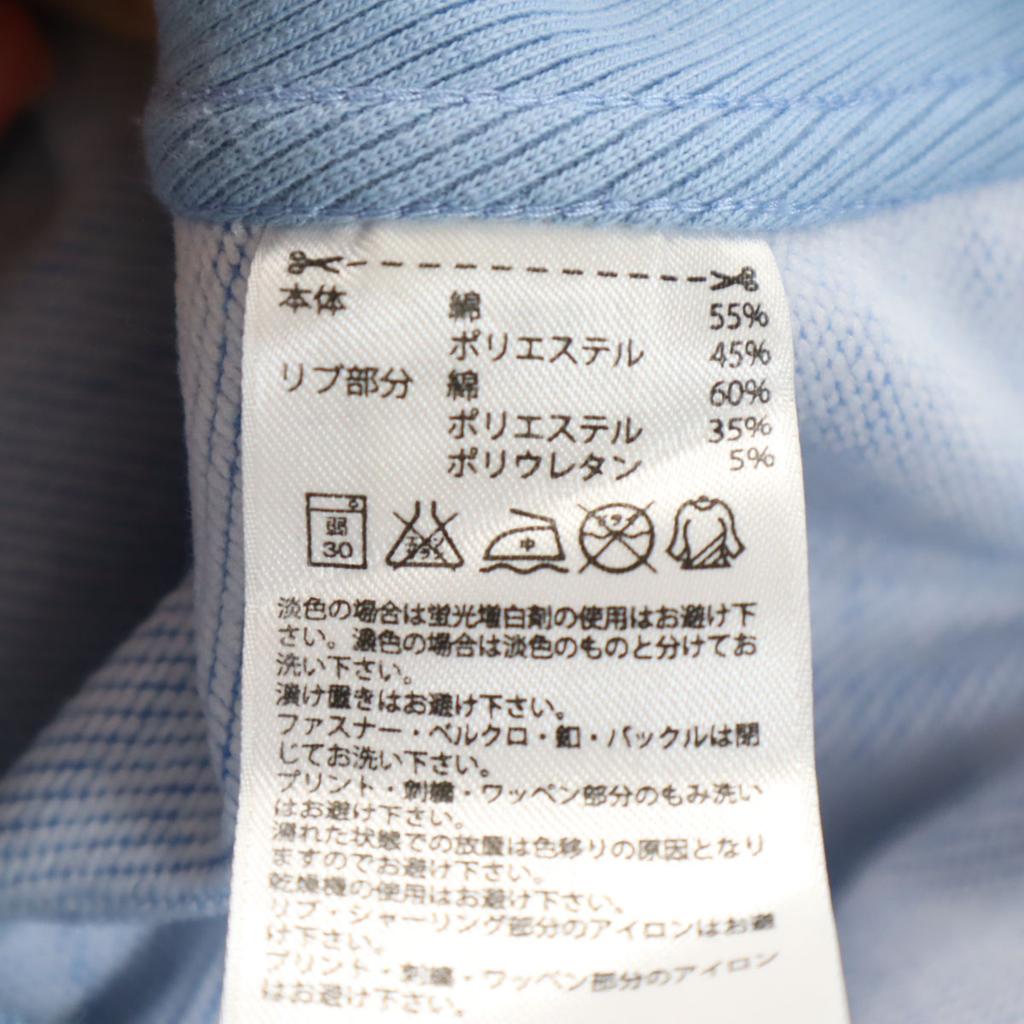 本体 綿 55%
ポリエステル 45%
リブ部分 綿 60%
ポリエステル 35%
ポリウレタン 5%
弱
30
エンソ
サラシ
中
ドライ
淡色の場合は蛍光増白剤の使用はお避け下
さい。濃色の場合は淡色のものと分けてお
洗い下さい。
漬け置きはお避け下さい。
ファスナー・ベルクロ・釦・バックルは閉
じてお洗い下さい。
プリント・刺繍・ワッペン部分のもみ洗い
はお避け下さい。
濡れた状態での放置は色移りの原因となり
ますのでお避け下さい。
乾燥機の使用はお避け下さい。
リブ・シャーリング部分のアイロンはお避
け下さい。
プリント・刺繍・ワッペン部分のアイロン
はお避け下さい。